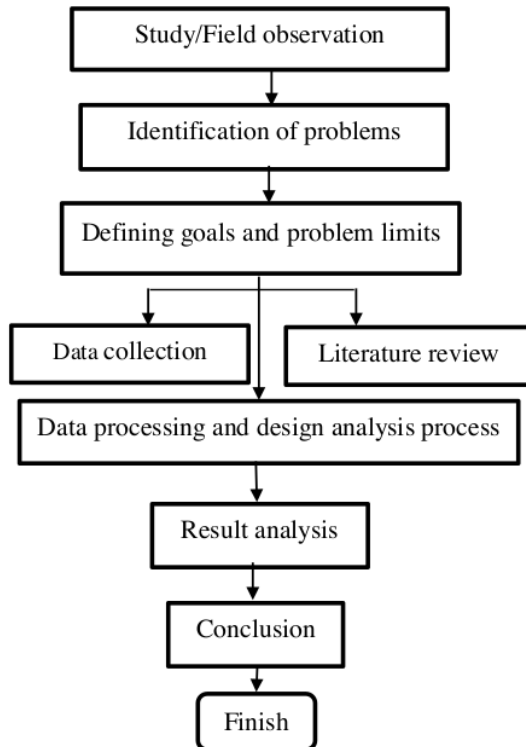 Study/Field observation
Identification of problems
Defining goals and problem limits
Data collection
Literature review
Data processing and design analysis process
Result analysis
Conclusion
Finish